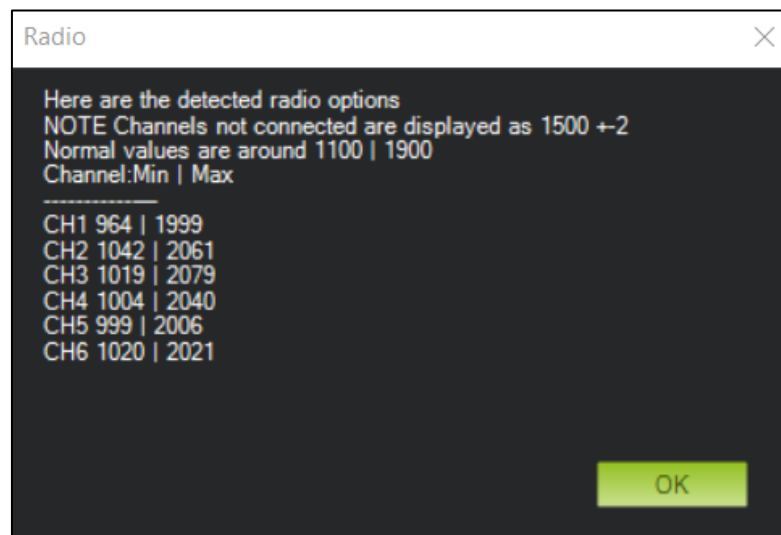 Radio
Here are the detected radio options
NOTE Channels not connected are displayed as 1500 +-2
Normal values are around 1100 | 1900
Channel:Min | Max
---------------
CH1 964 | 1999
CH2 1042 | 2061
CH3 1019 | 2079
CH4 1004 | 2040
CH5 999 | 2006
CH6 1020 | 2021
OK